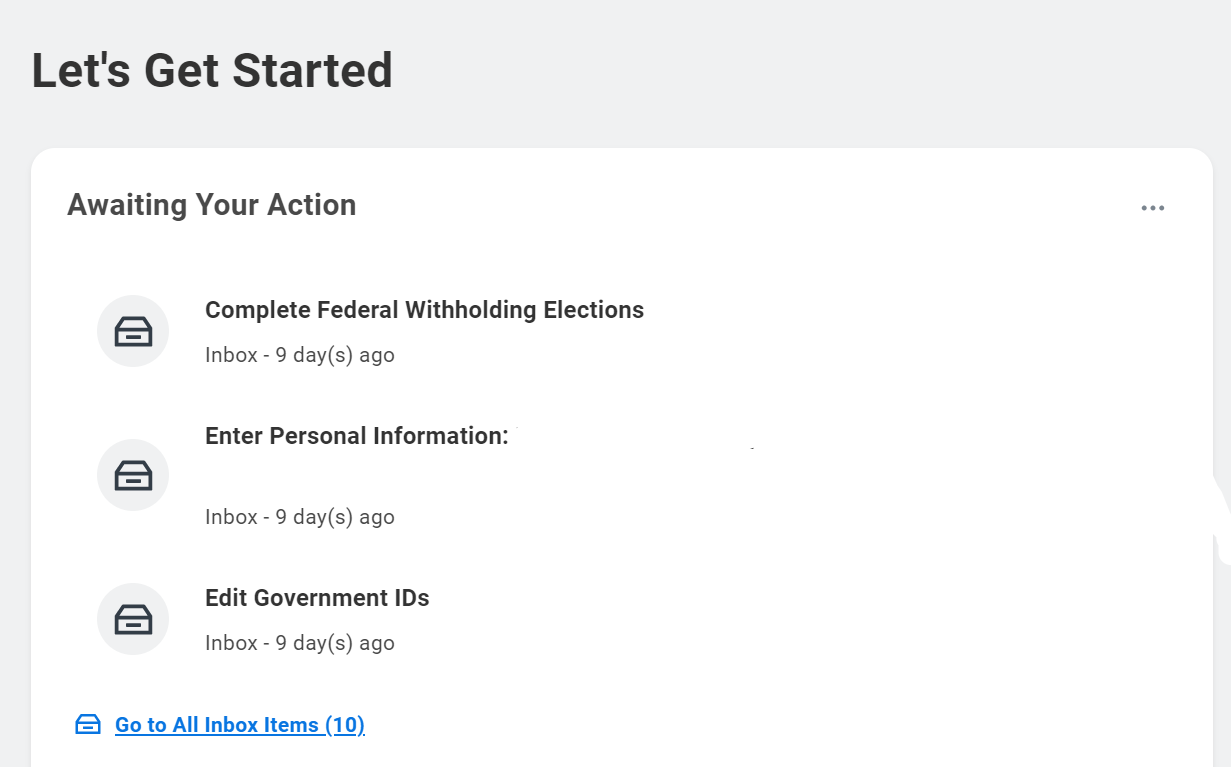 Let's Get Started
Awaiting Your Action
Complete Federal Withholding Elections
Inbox - 9 day(s) ago
Enter Personal Information:
Inbox - 9 day(s) ago
Edit Government IDs
Inbox - 9 day(s) ago
Go to All Inbox Items (10)